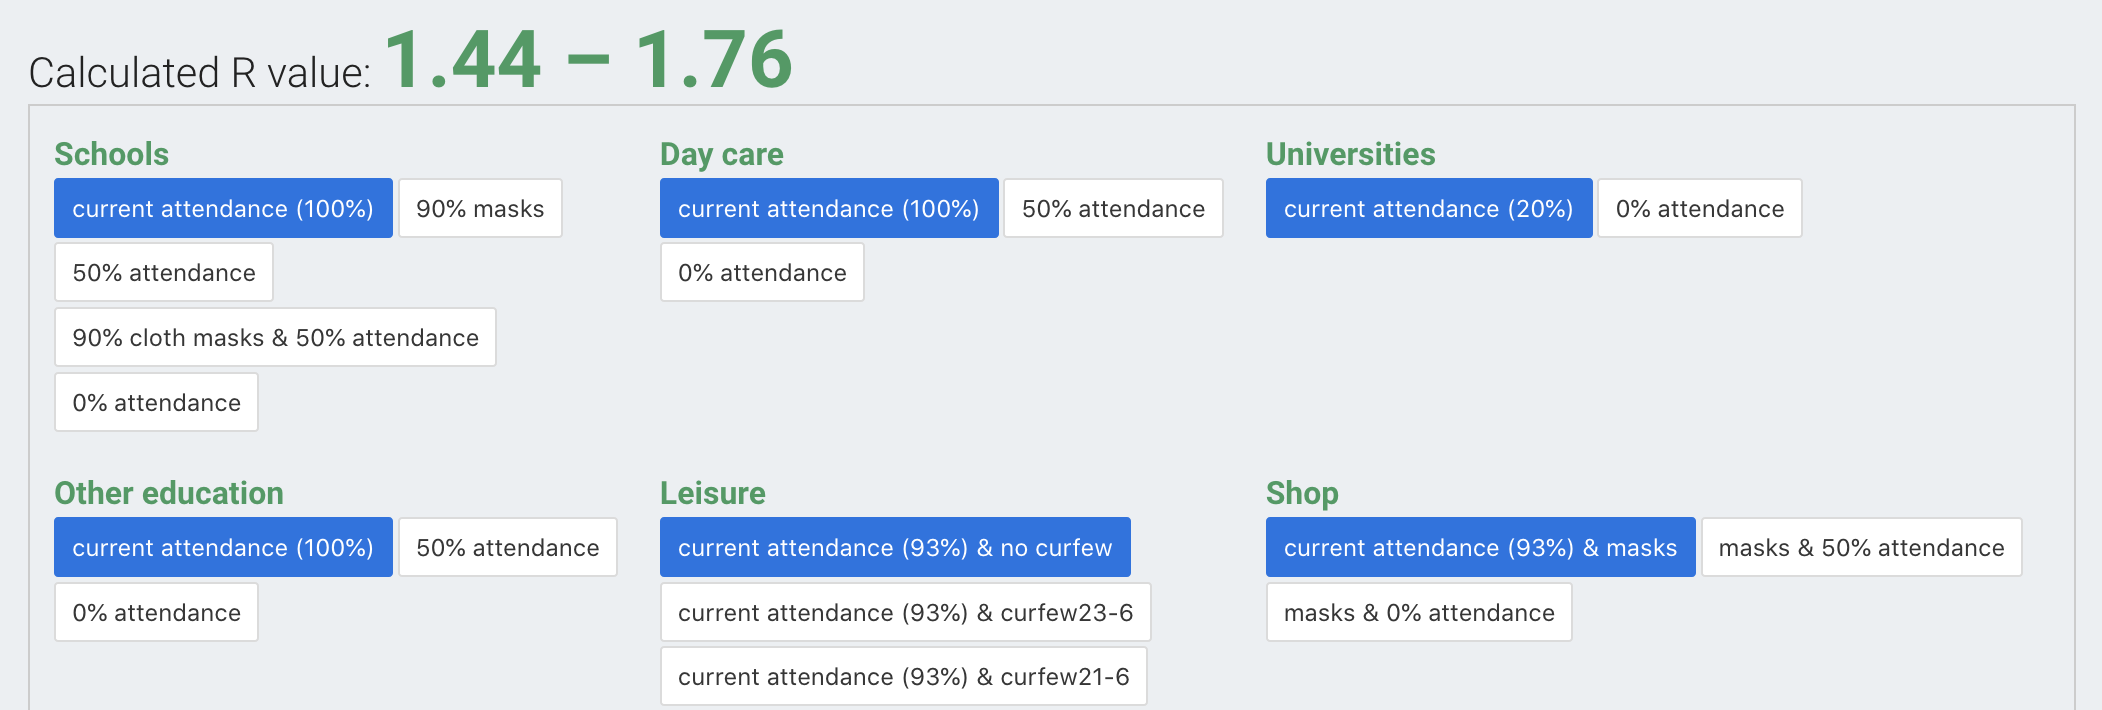 Calculated R value: 1.44 – 1.76
Schools
current attendance (100%)
90% masks
50% attendance
90% cloth masks & 50% attendance
0% attendance
Day care
current attendance (100%)
50% attendance
0% attendance
Universities
current attendance (20%)
0% attendance
Other education
current attendance (100%)
50% attendance
0% attendance
Leisure
current attendance (93%) & no curfew
current attendance (93%) & curfew23-6
current attendance (93%) & curfew21-6
Shop
current attendance (93%) & masks
masks & 50% attendance
masks & 0% attendance